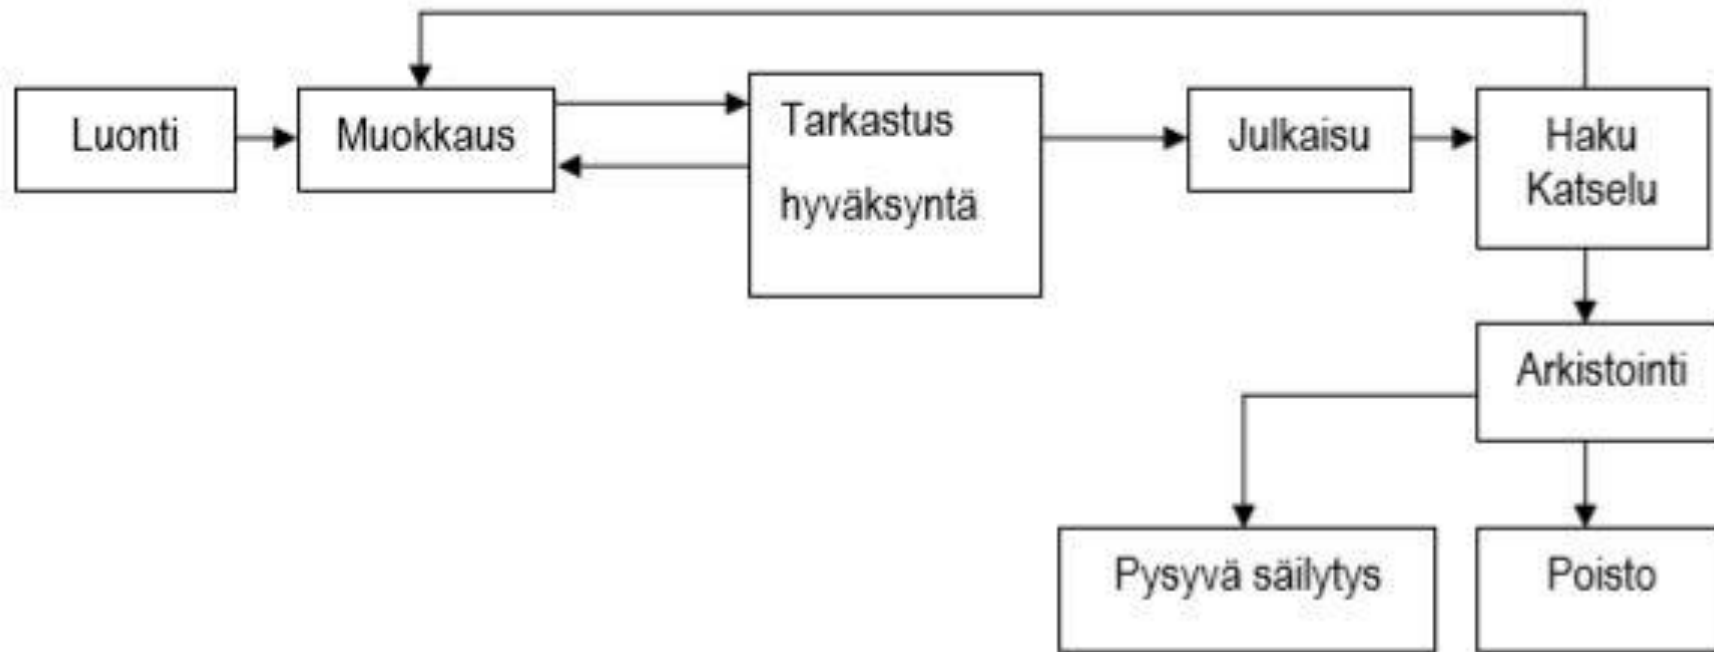 Luonti
Muokkaus
Tarkastus
hyväksyntä
Julkaisu
Haku
Katselu
Arkistointi
Pysyvä säilytys
Poisto